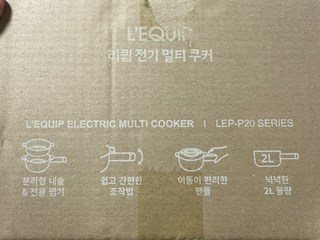 L'EQUIP
리큅 전기 멀티 쿠커
L'EQUIP ELECTRIC MULTI COOKER | LEP-P20 SERIES
2L
분리형 대솥
& 전용 찜기
쉽고 간편한
조작법
이동이 편리한
핸들
넉넉한
2L 용량